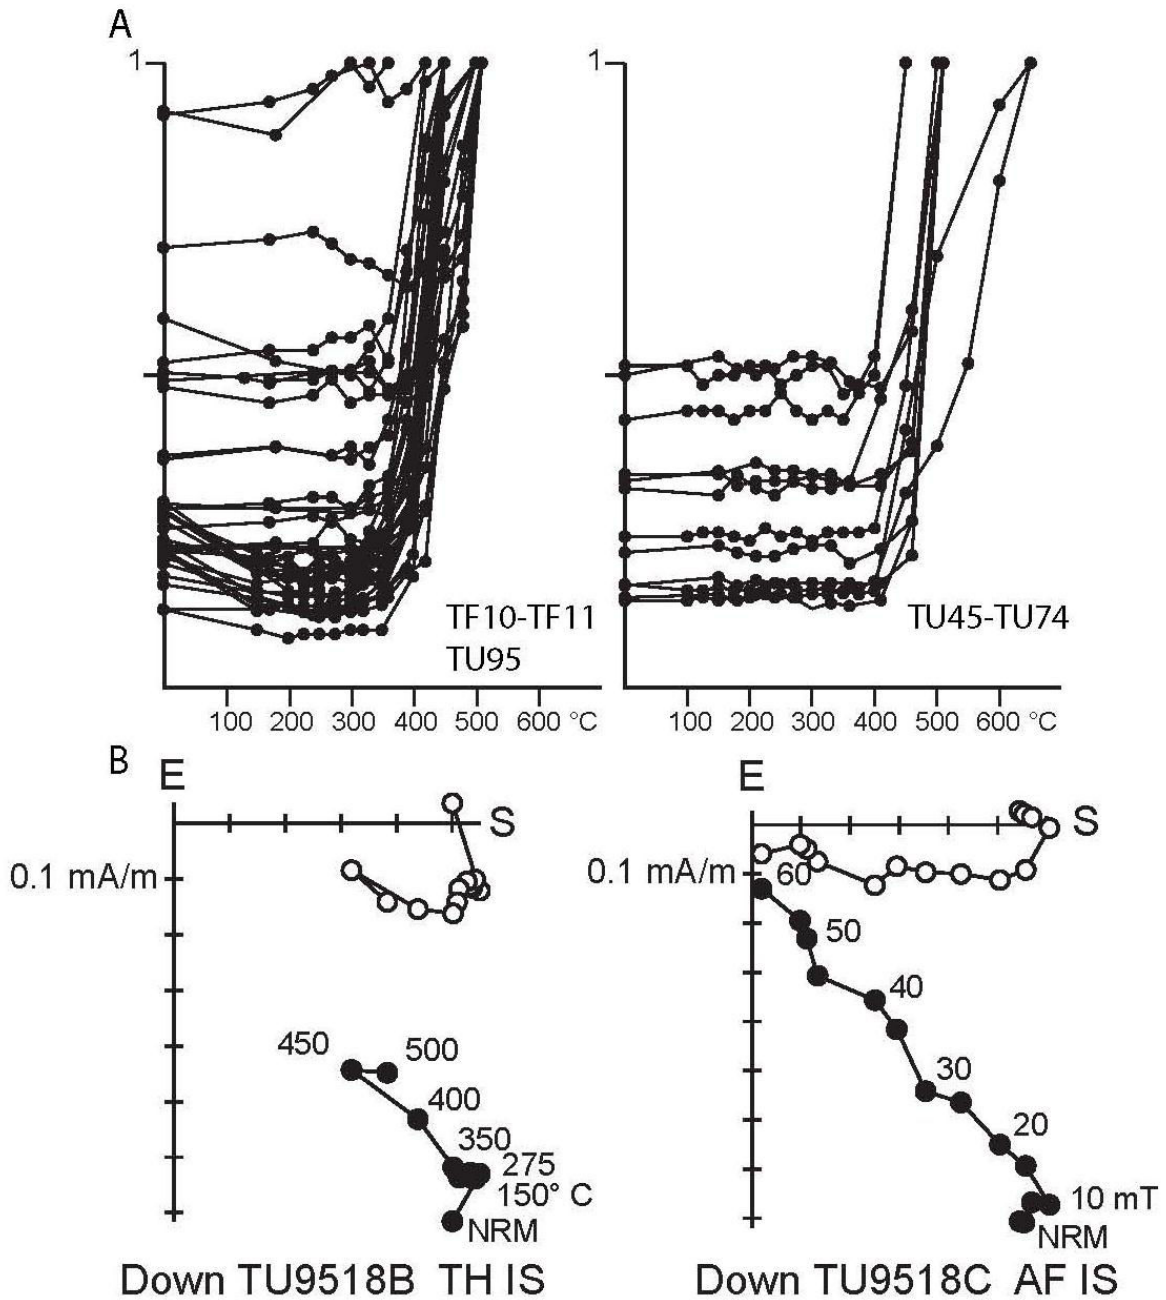 A
1
1
TF10-TF11
TU95
TU45-TU74
100 200 300 400 500 600 °C
100 200 300 400 500 600 °C
B
E
S
0.1 mA/m
450
500
400
350
275
150° C
NRM
Down TU9518B TH IS
E
S
0.1 mA/m
60
50
40
30
20
10 mT
NRM
Down TU9518C AF IS